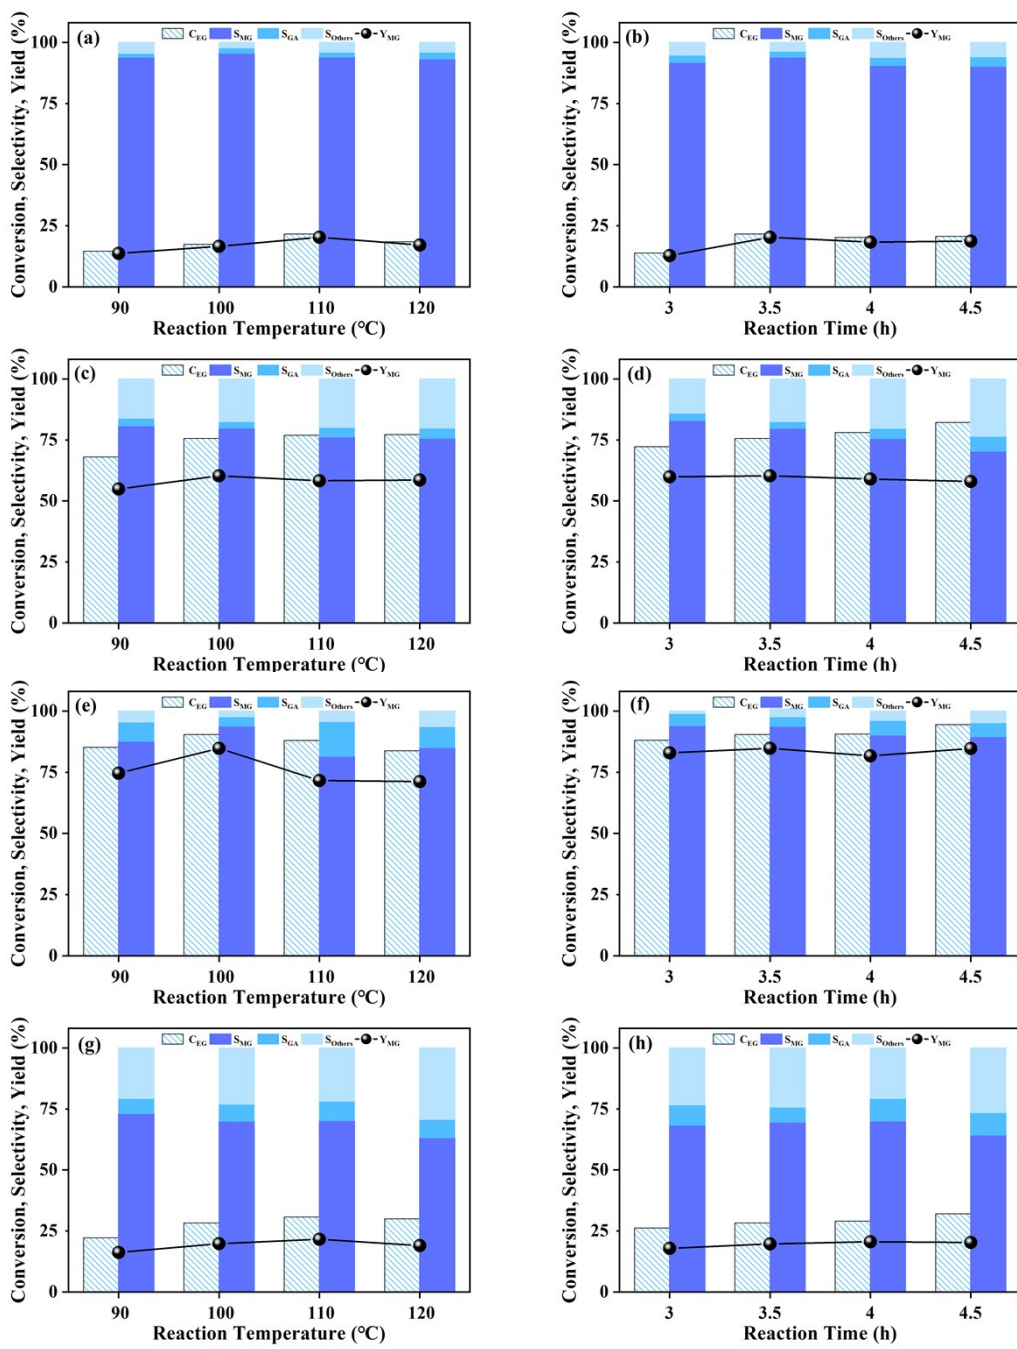 Conversion, Selectivity, Yield (%)
(a) C_EG S_MG S_GA S_Others Y_MG
100
75
50
25
0
90 100 110 120
Reaction Temperature (°C)
Conversion, Selectivity, Yield (%)
(b) C_EG S_MG S_GA S_Others Y_MG
100
75
50
25
0
3 3.5 4 4.5
Reaction Time (h)
Conversion, Selectivity, Yield (%)
(c) C_EG S_MG S_GA S_Others Y_MG
100
75
50
25
0
90 100 110 120
Reaction Temperature (°C)
Conversion, Selectivity, Yield (%)
(d) C_EG S_MG S_GA S_Others Y_MG
100
75
50
25
0
3 3.5 4 4.5
Reaction Time (h)
Conversion, Selectivity, Yield (%)
(e) C_EG S_MG S_GA S_Others Y_MG
100
75
50
25
0
90 100 110 120
Reaction Temperature (°C)
Conversion, Selectivity, Yield (%)
(f) C_EG S_MG S_GA S_Others Y_MG
100
75
50
25
0
3 3.5 4 4.5
Reaction Time (h)
Conversion, Selectivity, Yield (%)
(g) C_EG S_MG S_GA S_Others Y_MG
100
75
50
25
0
90 100 110 120
Reaction Temperature (°C)
Conversion, Selectivity, Yield (%)
(h) C_EG S_MG S_GA S_Others Y_MG
100
75
50
25
0
3 3.5 4 4.5
Reaction Time (h)